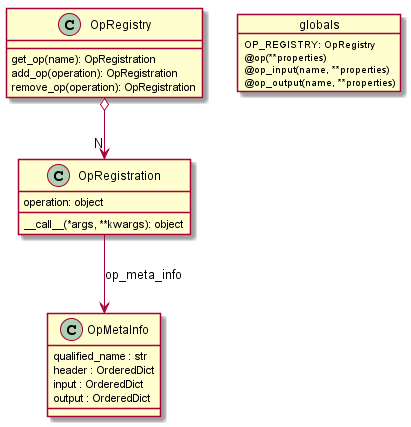 C OpRegistry
get_op(name): OpRegistration
add_op(operation): OpRegistration
remove_op(operation): OpRegistration
globals
OP_REGISTRY: OpRegistry
@op(**properties)
@op_input(name, **properties)
@op_output(name, **properties)
N
C OpRegistration
operation: object
__call__(*args, **kwargs): object
op_meta_info
C OpMetaInfo
qualified_name : str
header : OrderedDict
input : OrderedDict
output : OrderedDict